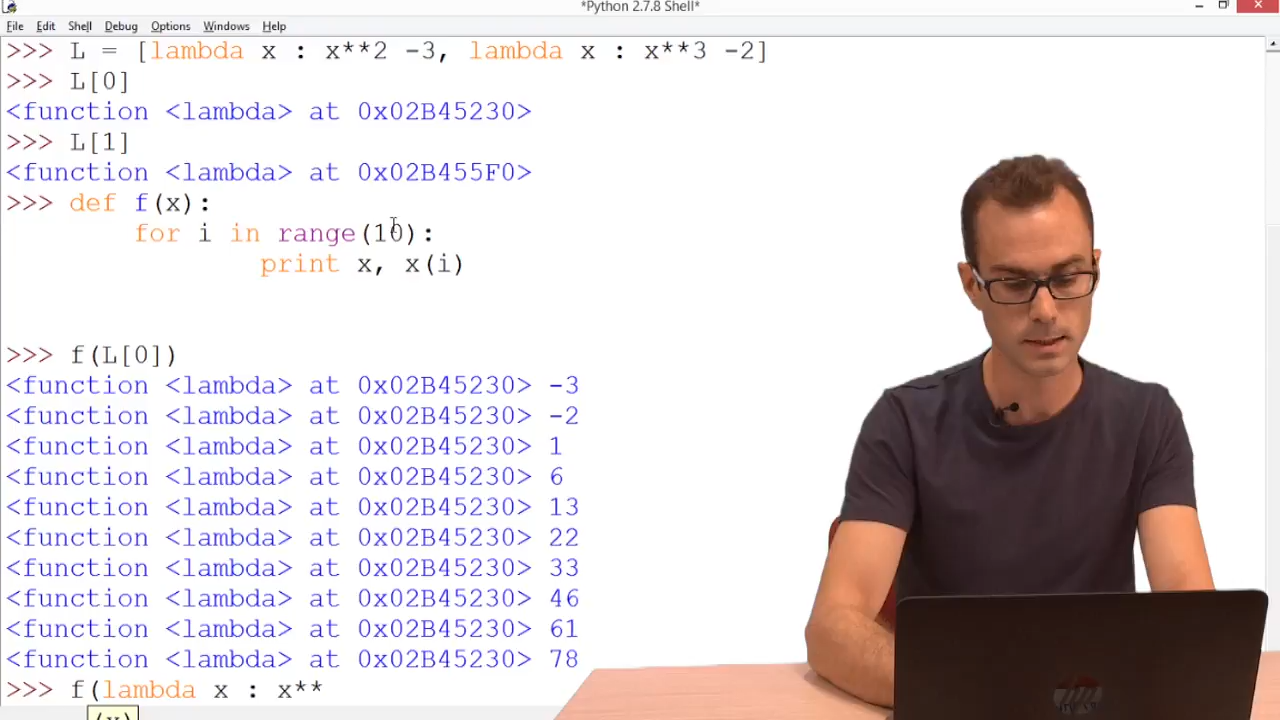 *Python 2.7.8 Shell*
File Edit Shell Debug Options Windows Help
>>> L = [lambda x : x**2 -3, lambda x : x**3 -2]
>>> L[0]
<function <lambda> at 0x02B45230>
>>> L[1]
<function <lambda> at 0x02B455F0>
>>> def f(x):
for i in range(10):
print x, x(i)
>>> f(L[0])
<function <lambda> at 0x02B45230> -3
<function <lambda> at 0x02B45230> -2
<function <lambda> at 0x02B45230> 1
<function <lambda> at 0x02B45230> 6
<function <lambda> at 0x02B45230> 13
<function <lambda> at 0x02B45230> 22
<function <lambda> at 0x02B45230> 33
<function <lambda> at 0x02B45230> 46
<function <lambda> at 0x02B45230> 61
<function <lambda> at 0x02B45230> 78
>>> f(lambda x : x**
(x)